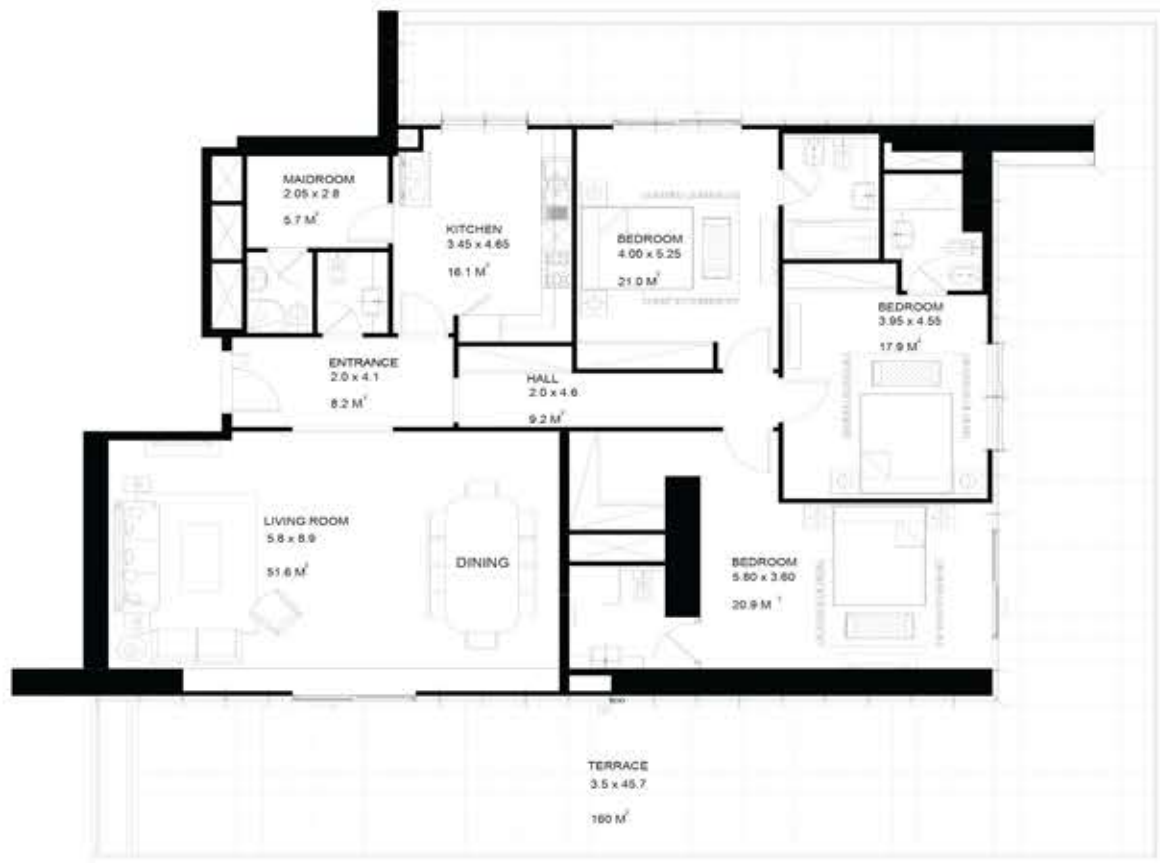 MAIDROOM
2.05 x 2.8
5.7 M²
KITCHEN
3.45 x 4.65
16.1 M²
BEDROOM
4.00 x 5.25
21.0 M²
BEDROOM
3.95 x 4.55
17.9 M²
ENTRANCE
2.0 x 4.1
8.2 M²
HALL
2.0 x 4.6
9.2 M²
LIVING ROOM
5.8 x 8.9
51.6 M²
DINING
BEDROOM
5.80 x 3.60
20.9 M²
TERRACE
3.5 x 45.7
160 M²